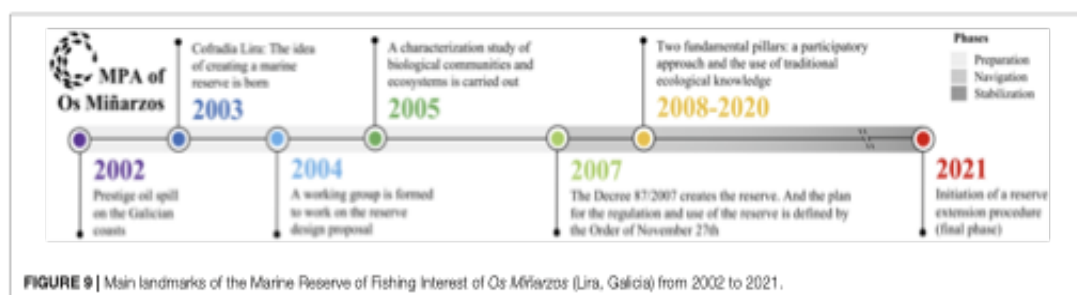 MPA of
Os Miñarzos
Cofradía Lira: The idea
of creating a marine
reserve is born
2003
A characterization study of
biological communities and
ecosystems is carried out
2005
Two fundamental pillars: a participatory
approach and the use of traditional
ecological knowledge
2008-2020
Phases
Preparation
Navigation
Stabilization
2002
Prestige oil spill
on the Galician
coasts
2004
A working group is formed
to work on the reserve
design proposal
2007
The Decree 87/2007 creates the reserve. And the plan
for the regulation and use of the reserve is defined by
the Order of November 27th
2021
Initiation of a reserve
extension procedure
(final phase)
FIGURE 9 | Main landmarks of the Marine Reserve of Fishing Interest of Os Miñarzos (Lira, Galicia) from 2002 to 2021.